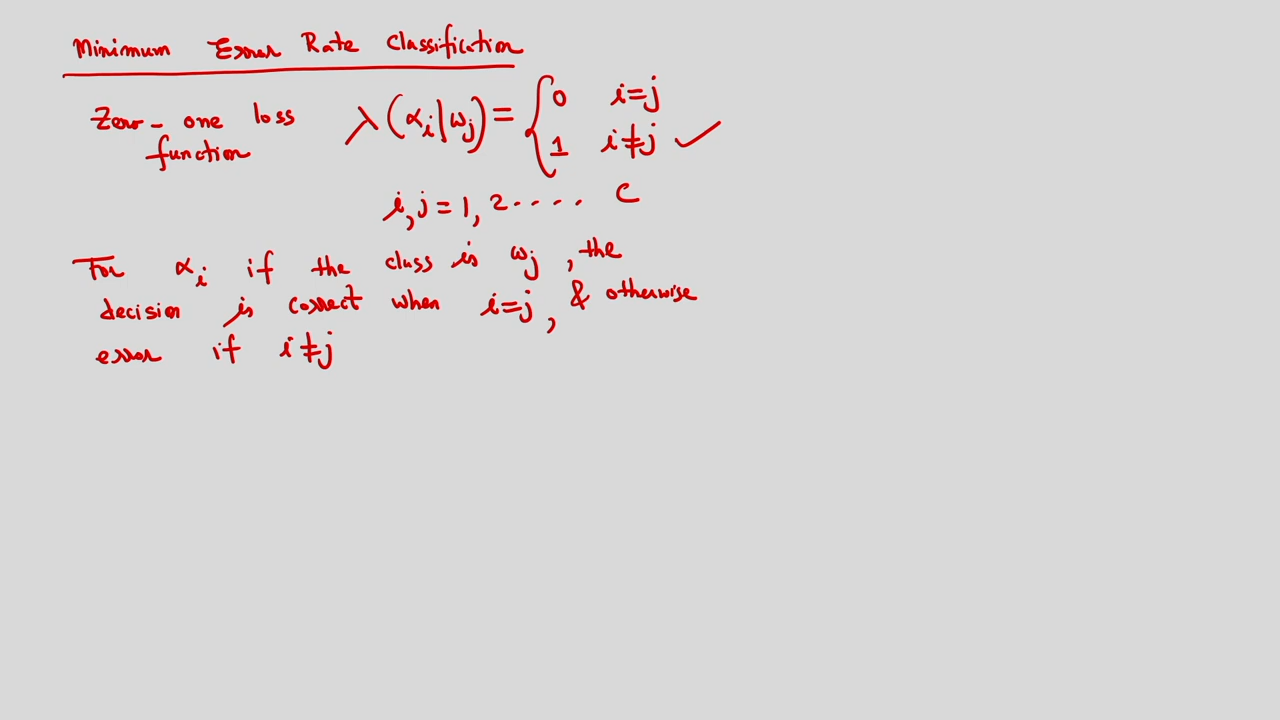 Minimum Error Rate Classification
Zero-one loss function λ(αi|ωj) = { 0 i=j
1 i≠j ✓
i, j = 1, 2 .... C
For αi if the class is ωj, the
decision is correct when i=j, & otherwise
error if i≠j